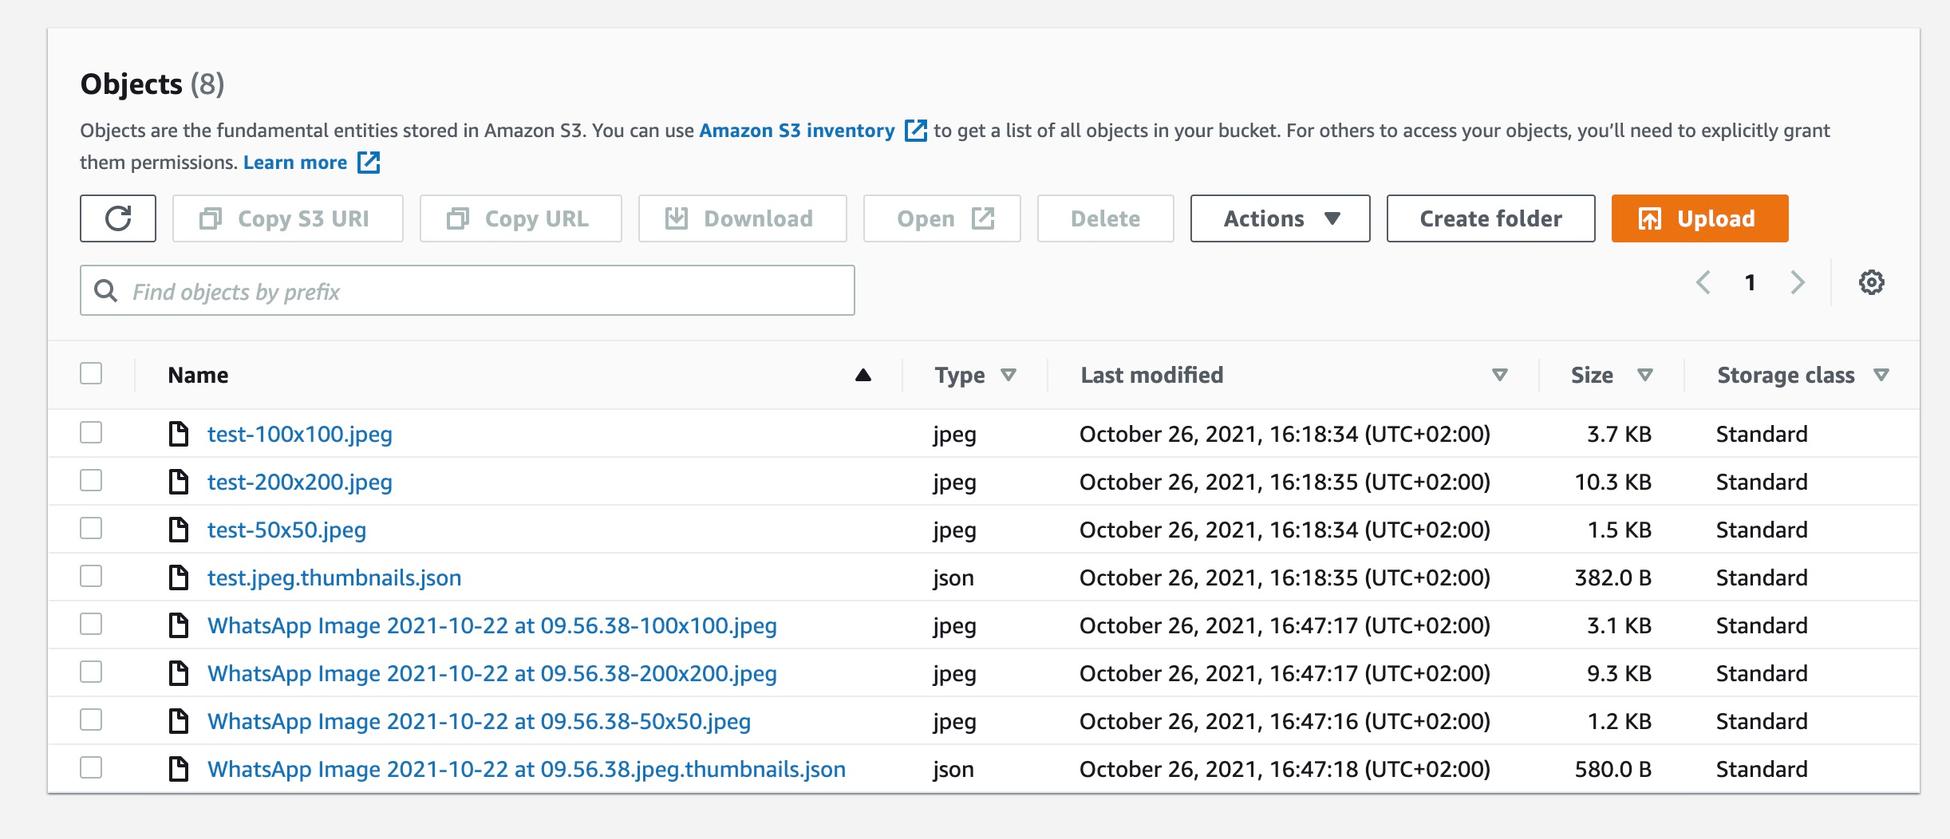 Objects (8)
Objects are the fundamental entities stored in Amazon S3. You can use Amazon S3 inventory to get a list of all objects in your bucket. For others to access your objects, you'll need to explicitly grant
them permissions. Learn more
Copy S3 URI Copy URL Download Open Delete Actions Create folder Upload
Find objects by prefix 1
Name Type Last modified Size Storage class
test-100x100.jpeg jpeg October 26, 2021, 16:18:34 (UTC+02:00) 3.7 KB Standard
test-200x200.jpeg jpeg October 26, 2021, 16:18:35 (UTC+02:00) 10.3 KB Standard
test-50x50.jpeg jpeg October 26, 2021, 16:18:34 (UTC+02:00) 1.5 KB Standard
test.jpeg.thumbnails.json json October 26, 2021, 16:18:35 (UTC+02:00) 382.0 B Standard
WhatsApp Image 2021-10-22 at 09.56.38-100x100.jpeg jpeg October 26, 2021, 16:47:17 (UTC+02:00) 3.1 KB Standard
WhatsApp Image 2021-10-22 at 09.56.38-200x200.jpeg jpeg October 26, 2021, 16:47:17 (UTC+02:00) 9.3 KB Standard
WhatsApp Image 2021-10-22 at 09.56.38-50x50.jpeg jpeg October 26, 2021, 16:47:16 (UTC+02:00) 1.2 KB Standard
WhatsApp Image 2021-10-22 at 09.56.38.jpeg.thumbnails.json json October 26, 2021, 16:47:18 (UTC+02:00) 580.0 B Standard